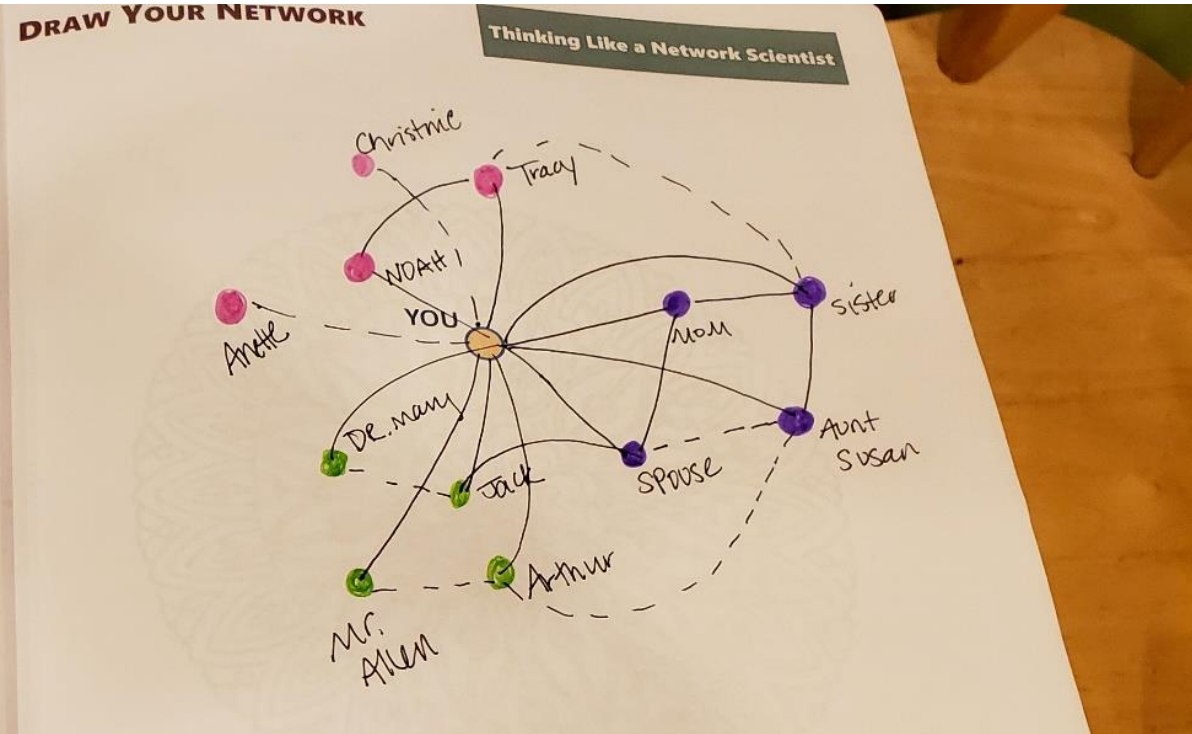 DRAW YOUR NETWORK
Thinking Like a Network Scientist
Christine
Tracy
NOAH
YOU
Anette
MOM
sister
DR. Mary
Jack
SPOUSE
Aunt
Susan
Arthur
Mr.
Allen